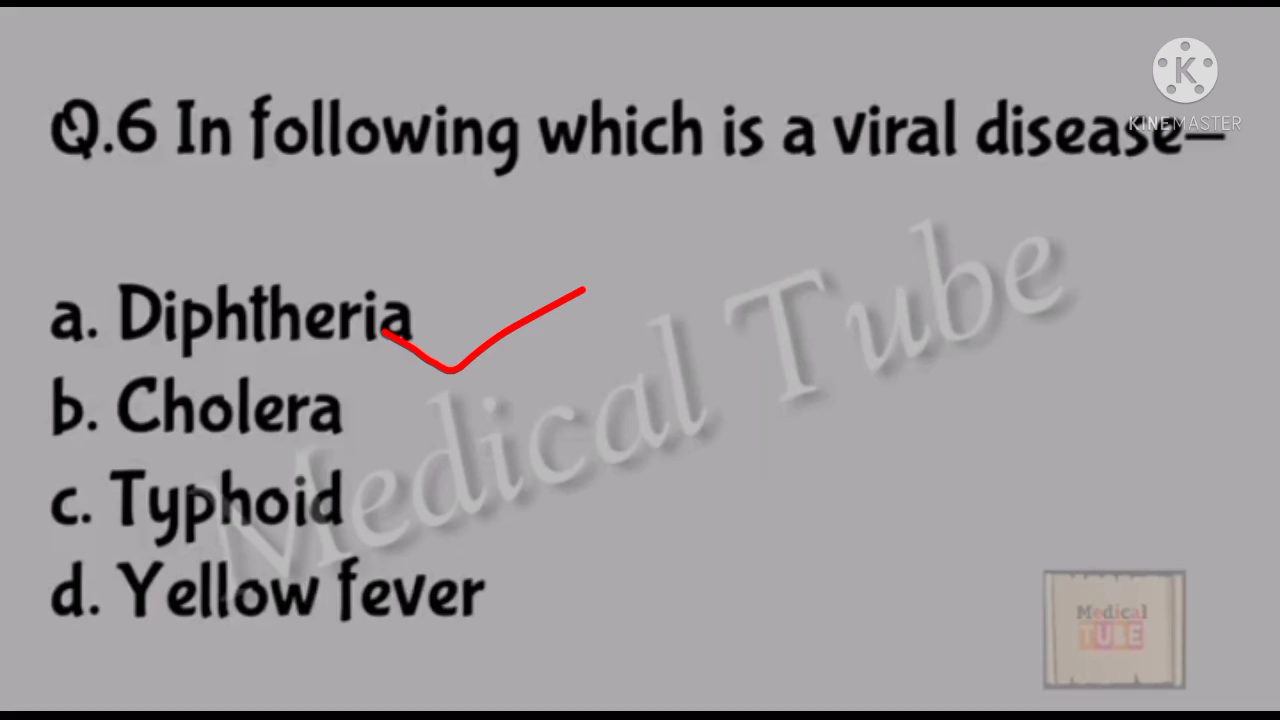 KINEMASTER
Q.6 In following which is a viral disease—
a. Diphtheria
b. Cholera
c. Typhoid
d. Yellow fever
Medical Tube
Medical
TUBE